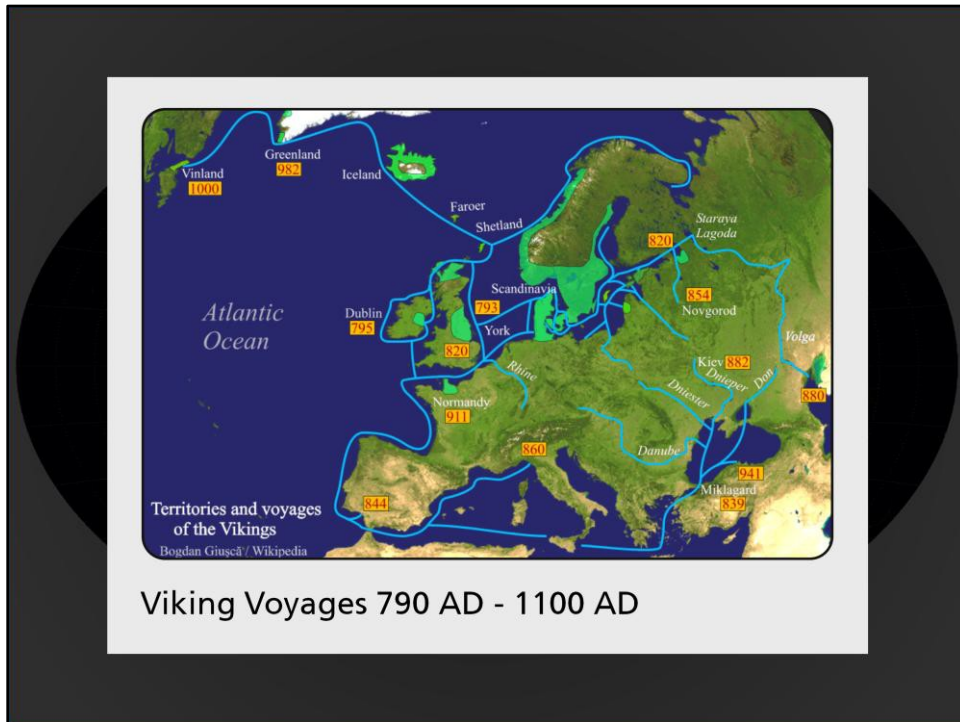 Vinland
1000
Greenland
982
Iceland
Faroer
Shetland
Staraya
Lagoda
820
854
Novgorod
Scandinavia
793
York
Dublin
795
820
Atlantic
Ocean
Volga
Kiev 882
Rhine
Dnieper
Don
Dniester
880
Normandy
911
860
Danube
941
Miklagard
839
844
Territories and voyages
of the Vikings
Bogdan Giuşcă / Wikipedia
Viking Voyages 790 AD - 1100 AD